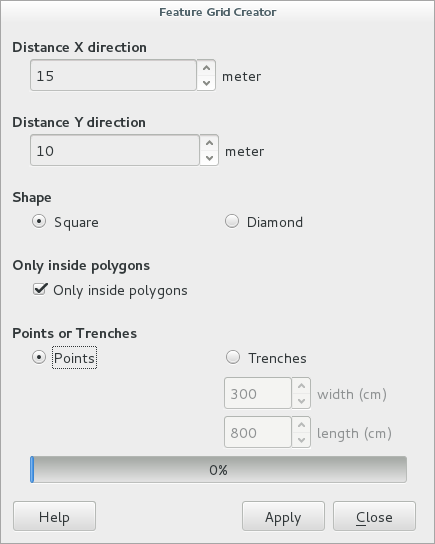 Feature Grid Creator
Distance X direction
15 meter
Distance Y direction
10 meter
Shape
Square Diamond
Only inside polygons
Only inside polygons
Points or Trenches
Points Trenches
300 width (cm)
800 length (cm)
0%
Help Apply Close